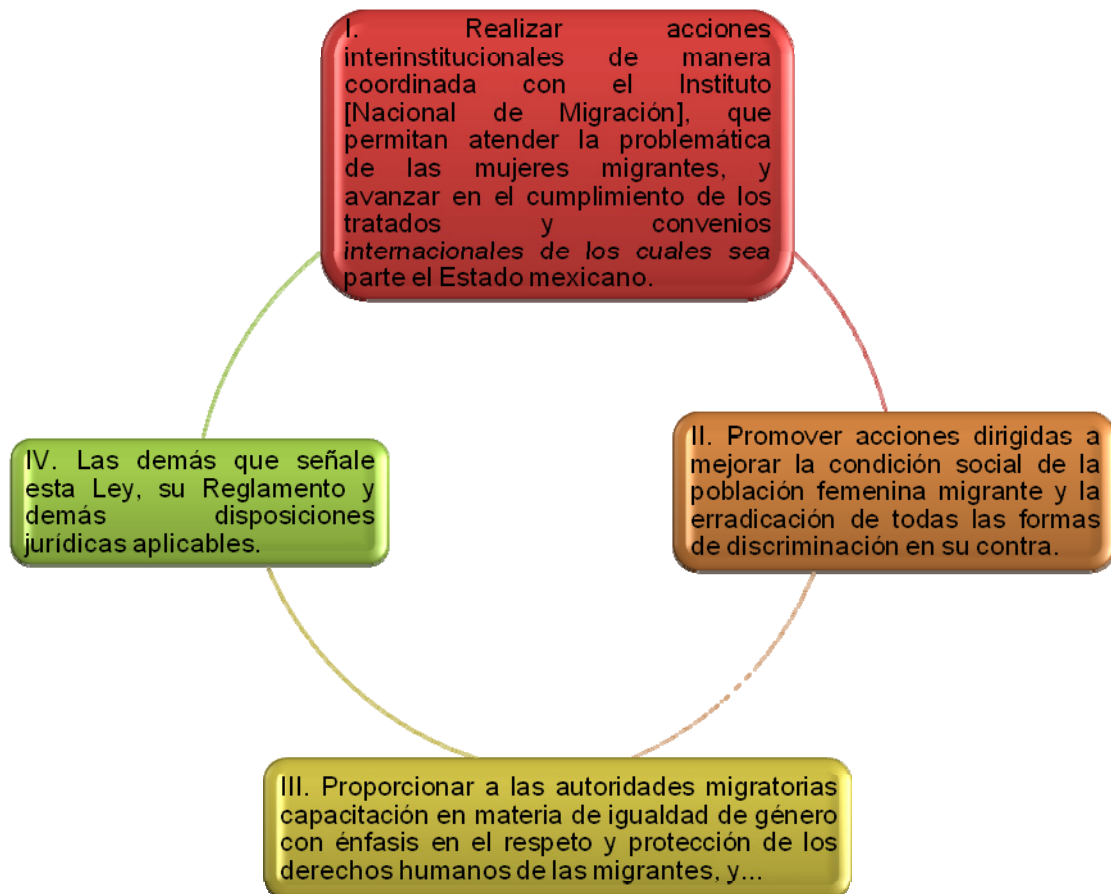 I. Realizar acciones
interinstitucionales de manera
coordinada con el Instituto
[Nacional de Migración], que
permitan atender la problemática
de las mujeres migrantes, y
avanzar en el cumplimiento de los
tratados y convenios
internacionales de los cuales sea
parte el Estado mexicano.
II. Promover acciones dirigidas a
mejorar la condición social de la
población femenina migrante y la
erradicación de todas las formas
de discriminación en su contra.
III. Proporcionar a las autoridades migratorias
capacitación en materia de igualdad de género
con énfasis en el respeto y protección de los
derechos humanos de las migrantes, y...
IV. Las demás que señale
esta Ley, su Reglamento y
demás disposiciones
jurídicas aplicables.